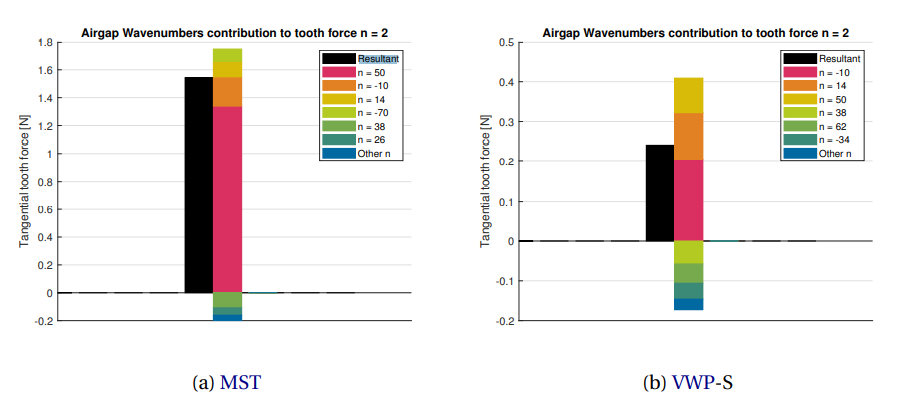 Airgap Wavenumbers contribution to tooth force n = 2
1.8
1.6
1.4
1.2
1
0.8
0.6
0.4
0.2
0
-0.2
Tangential tooth force [N]
Resultant
n = 50
n = -10
n = 14
n = -70
n = 38
n = 26
Other n
(a) MST
Airgap Wavenumbers contribution to tooth force n = 2
0.5
0.4
0.3
0.2
0.1
0
-0.1
-0.2
Tangential tooth force [N]
Resultant
n = -10
n = 14
n = 50
n = 38
n = 62
n = -34
Other n
(b) VWP-S